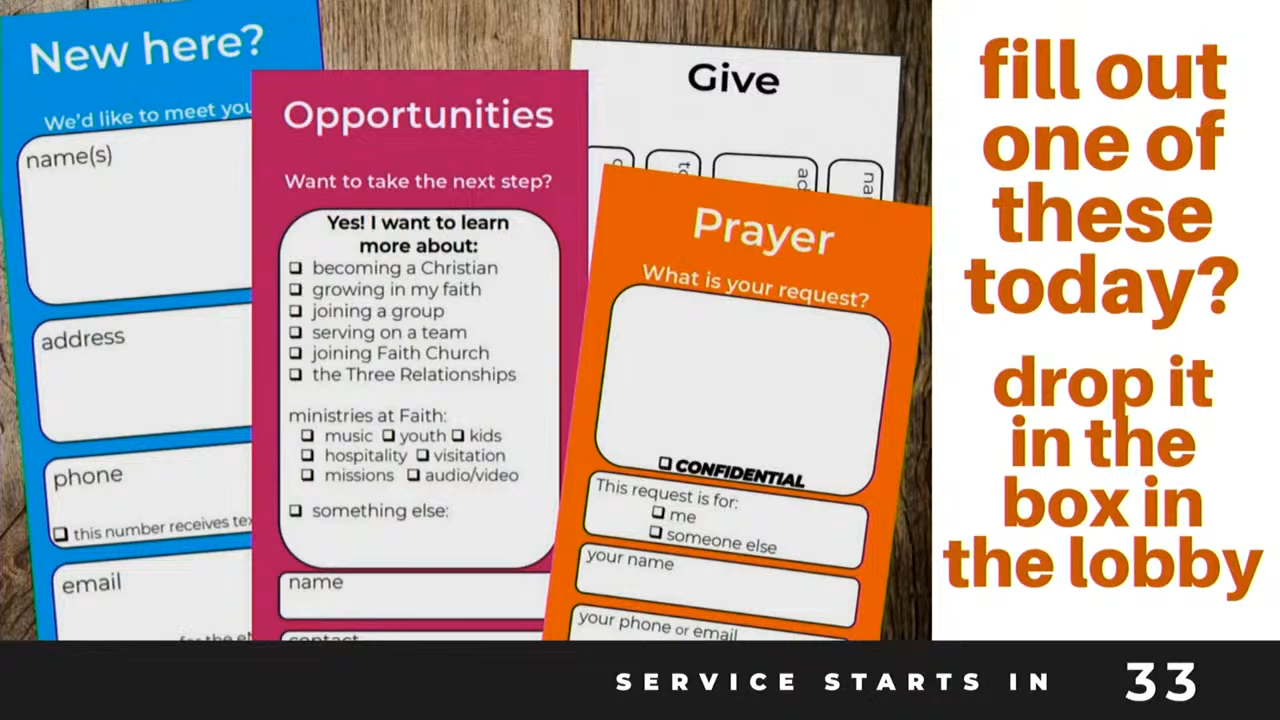 New here?
We'd like to meet you
name(s)
address
phone
❑ this number receives
email
Opportunities
Want to take the next step?
Yes! I want to learn
more about:
❑ becoming a Christian
❑ growing in my faith
❑ joining a group
❑ serving on a team
❑ joining Faith Church
❑ the Three Relationships
ministries at Faith:
❑ music ❑ youth ❑ kids
❑ hospitality ❑ visitation
❑ missions ❑ audio/video
❑ something else:
name
contact
Give
Prayer
What is your request?
❑ CONFIDENTIAL
This request is for:
❑ me
❑ someone else
your name
your phone or email
fill out
one of
these
today?
drop it
in the
box in
the lobby
SERVICE STARTS IN 33